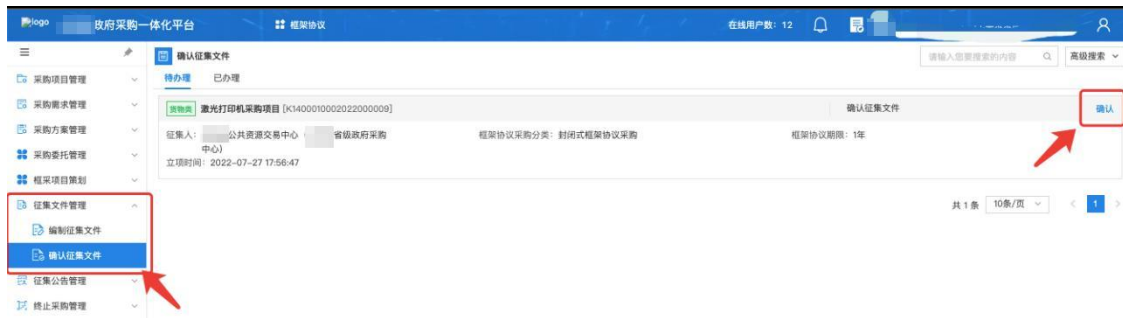 logo 政府采购一体化平台
框架协议
在线用户数：12
确认征集文件
请输入您要搜索的内容
高级搜索
待办理 已办理
采购项目管理
采购需求管理
采购方案管理
采购委托管理
框采项目策划
征集文件管理
编制征集文件
确认征集文件
征集公告管理
终止采购管理
货物类 激光打印机采购项目 [K1400010002022000009]
确认征集文件
确认
征集人： 公共资源交易中心（ 省级政府采购
中心）
框架协议采购分类：封闭式框架协议采购
框架协议期限：1年
立项时间：2022-07-27 17:56:47
共 1 条 10条/页 < 1 >